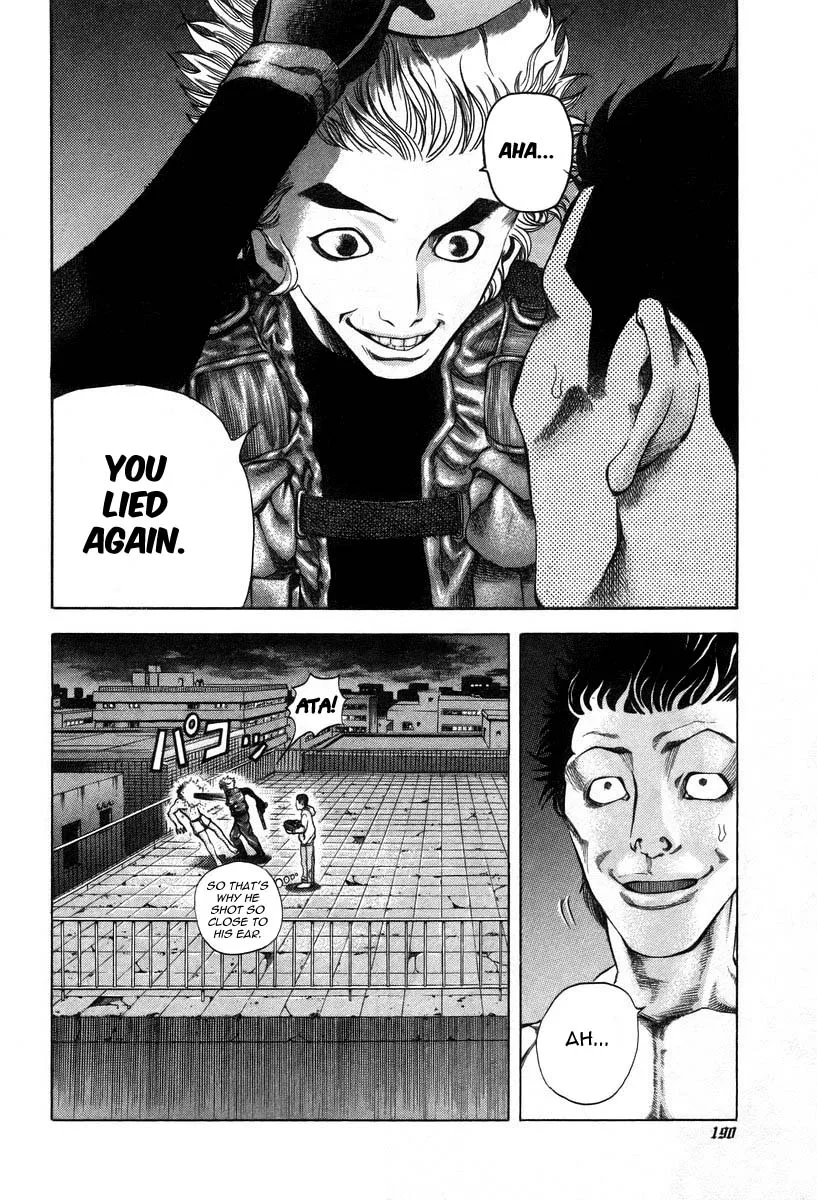 AHA...
YOU
LIED
AGAIN.
AH...
ATA!
パコッ
SO THAT'S
WHY HE
SHOT SO
CLOSE TO
HIS EAR.
190